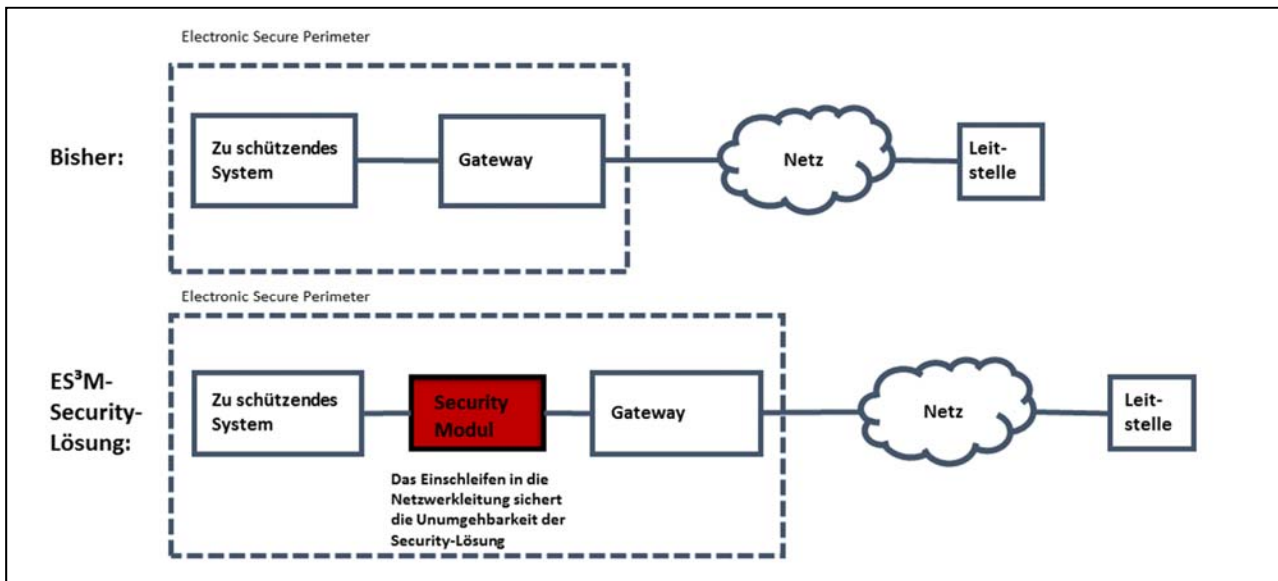 Electronic Secure Perimeter
Bisher:
Zu schützendes
System
Gateway
Netz
Leit-
stelle
Electronic Secure Perimeter
ES³M-
Security-
Lösung:
Zu schützendes
System
Security
Modul
Gateway
Netz
Leit-
stelle
Das Einschleifen in die
Netzwerkleitung sichert
die Unumgehbarkeit der
Security-Lösung